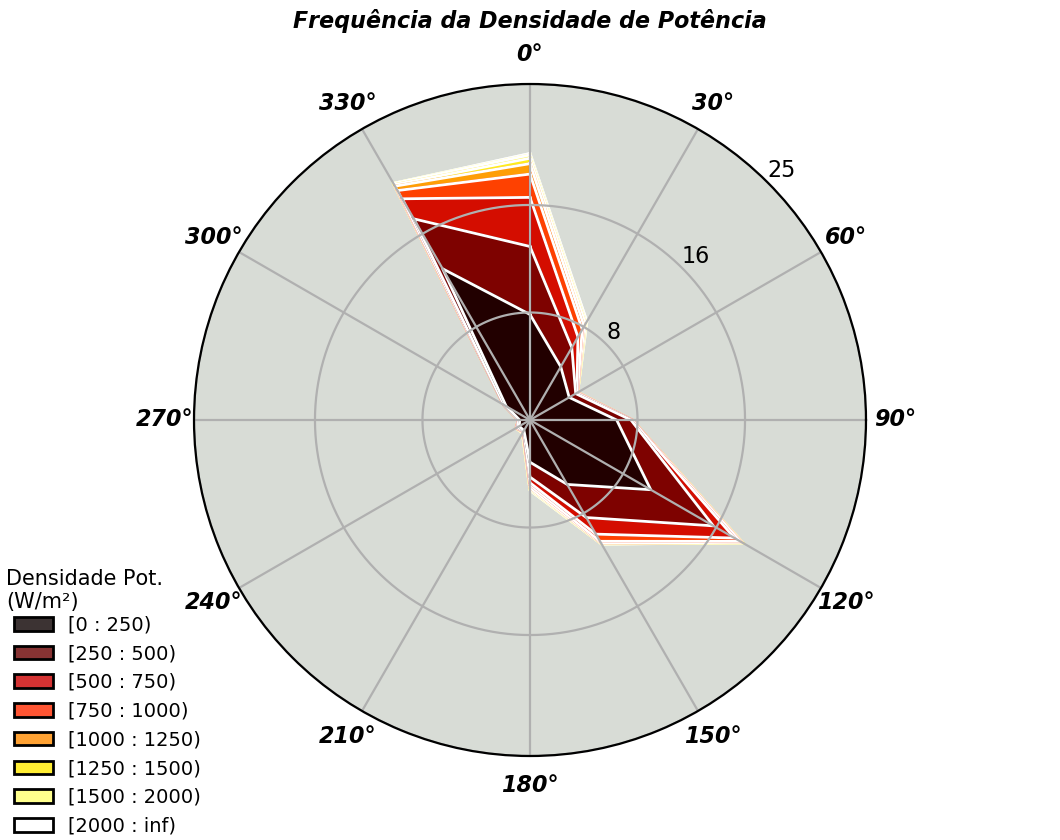 Frequência da Densidade de Potência
0°
330°
30°
25
300°
60°
16
8
270°
90°
240°
120°
210°
150°
180°
Densidade Pot.
(W/m²)
[0 : 250)
[250 : 500)
[500 : 750)
[750 : 1000)
[1000 : 1250)
[1250 : 1500)
[1500 : 2000)
[2000 : inf)